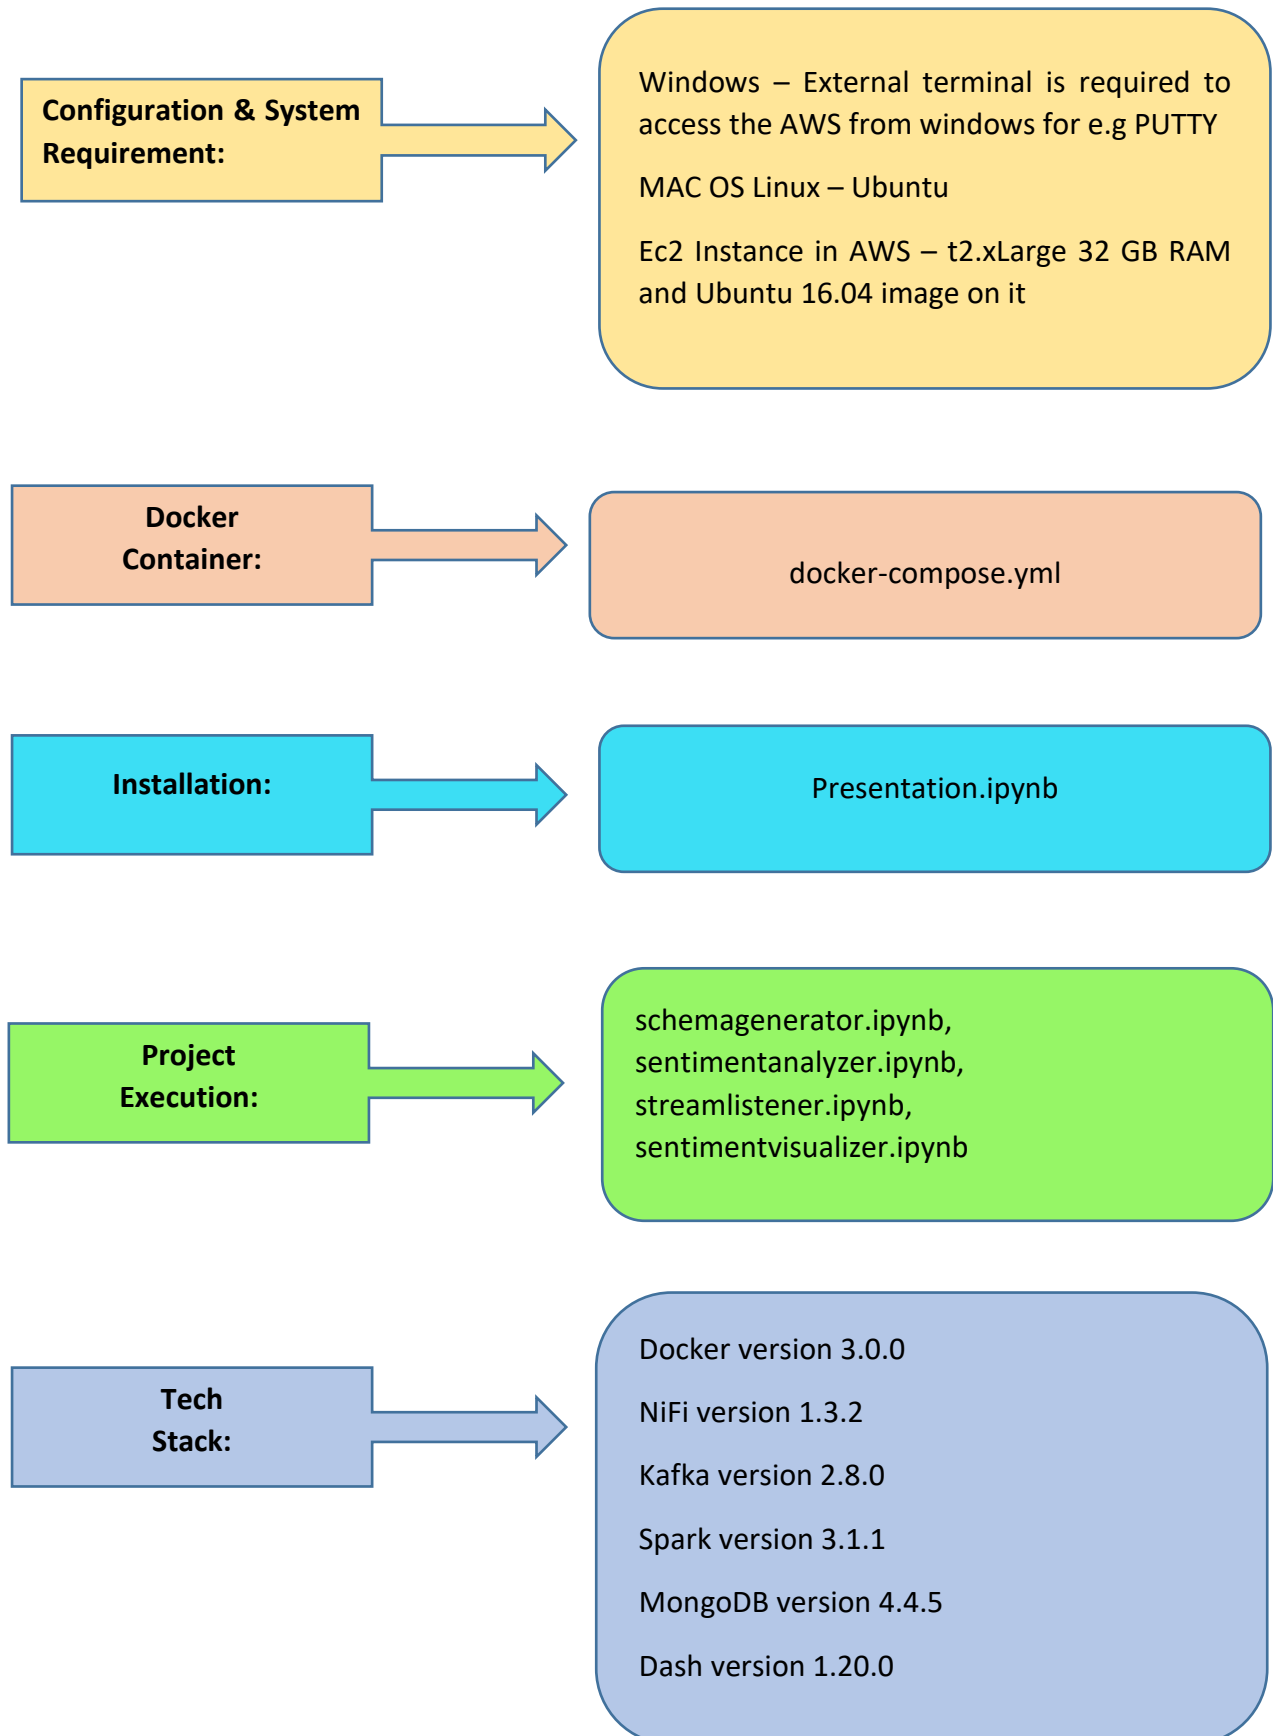 Configuration & System
Requirement:
Windows – External terminal is required to
access the AWS from windows for e.g PUTTY
MAC OS Linux – Ubuntu
Ec2 Instance in AWS – t2.xLarge 32 GB RAM
and Ubuntu 16.04 image on it
Docker
Container:
docker-compose.yml
Installation:
Presentation.ipynb
Project
Execution:
schemagenerator.ipynb,
sentimentanalyzer.ipynb,
streamlistener.ipynb,
sentimentvisualizer.ipynb
Tech
Stack:
Docker version 3.0.0
NiFi version 1.3.2
Kafka version 2.8.0
Spark version 3.1.1
MongoDB version 4.4.5
Dash version 1.20.0